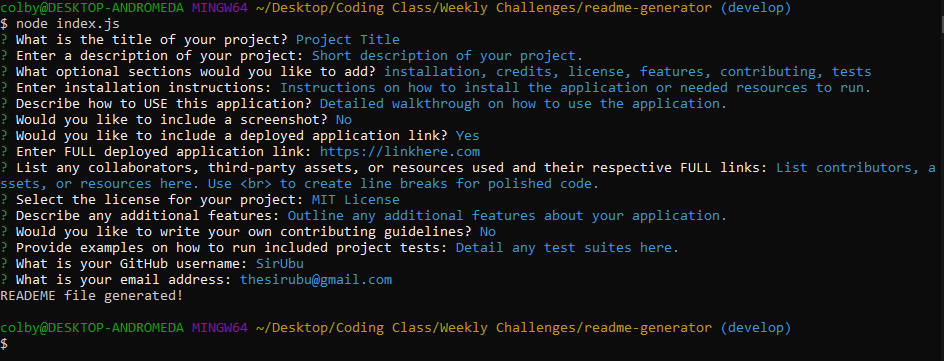 colby@DESKTOP-ANDROMEDA MINGW64 ~/Desktop/Coding Class/Weekly Challenges/readme-generator (develop)
$ node index.js
? What is the title of your project? Project Title
? Enter a description of your project: Short description of your project.
? What optional sections would you like to add? installation, credits, license, features, contributing, tests
? Enter installation instructions: Instructions on how to install the application or needed resources to run.
? Describe how to USE this application? Detailed walkthrough on how to use the application.
? Would you like to include a screenshot? No
? Would you like to include a deployed application link? Yes
? Enter FULL deployed application link: https://linkhere.com
? List any collaborators, third-party assets, or resources used and their respective FULL links: List contributors, a
ssets, or resources here. Use <br> to create line breaks for polished code.
? Select the license for your project: MIT License
? Describe any additional features: Outline any additional features about your application.
? Would you like to write your own contributing guidelines? No
? Provide examples on how to run included project tests: Detail any test suites here.
? What is your GitHub username: SirUbu
? What is your email address: thesirubu@gmail.com
READEME file generated!
colby@DESKTOP-ANDROMEDA MINGW64 ~/Desktop/Coding Class/Weekly Challenges/readme-generator (develop)
$